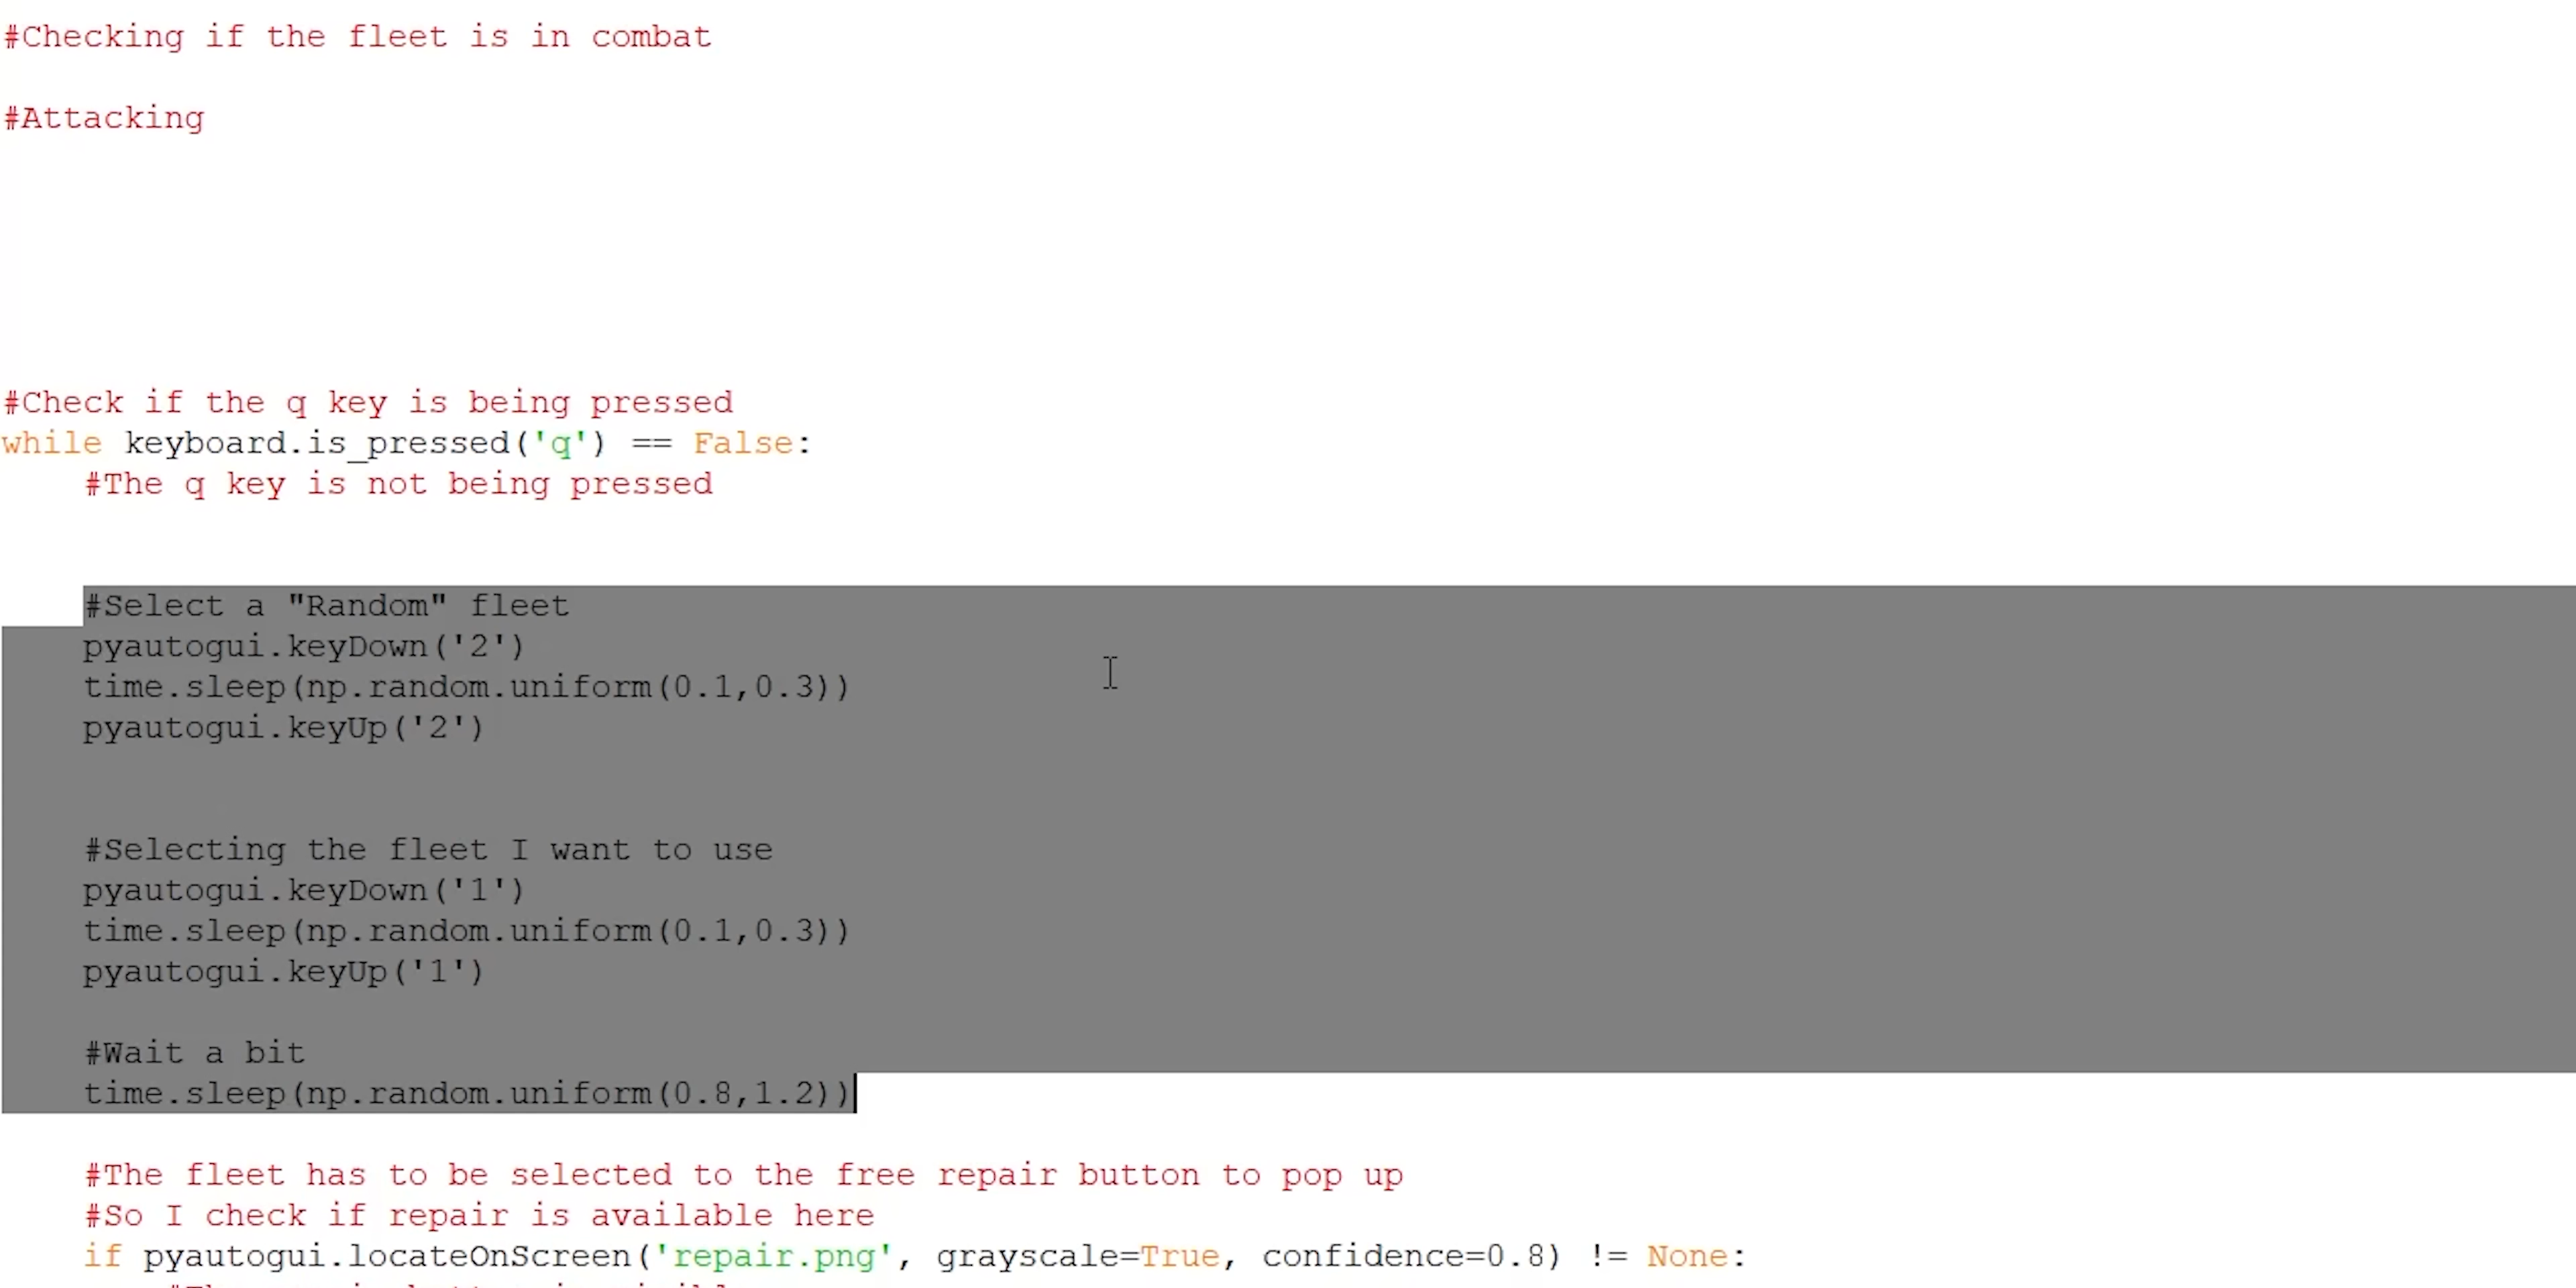 #Checking if the fleet is in combat
#Attacking
#Check if the q key is being pressed
while keyboard.is_pressed('q') == False:
#The q key is not being pressed
#Select a "Random" fleet
pyautogui.keyDown('2')
time.sleep(np.random.uniform(0.1,0.3))
pyautogui.keyUp('2')
#Selecting the fleet I want to use
pyautogui.keyDown('1')
time.sleep(np.random.uniform(0.1,0.3))
pyautogui.keyUp('1')
#Wait a bit
time.sleep(np.random.uniform(0.8,1.2))
#The fleet has to be selected to the free repair button to pop up
#So I check if repair is available here
if pyautogui.locateOnScreen('repair.png', grayscale=True, confidence=0.8) != None: